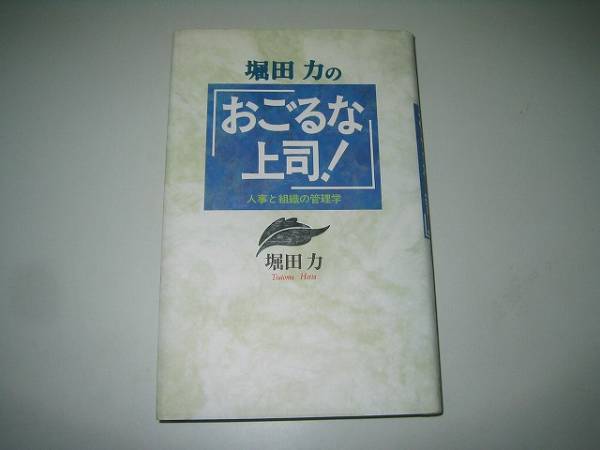 堀田 力の
「おごるな
上司!」
人事と組織の管理学
堀田 力
Tsutomu Hotta